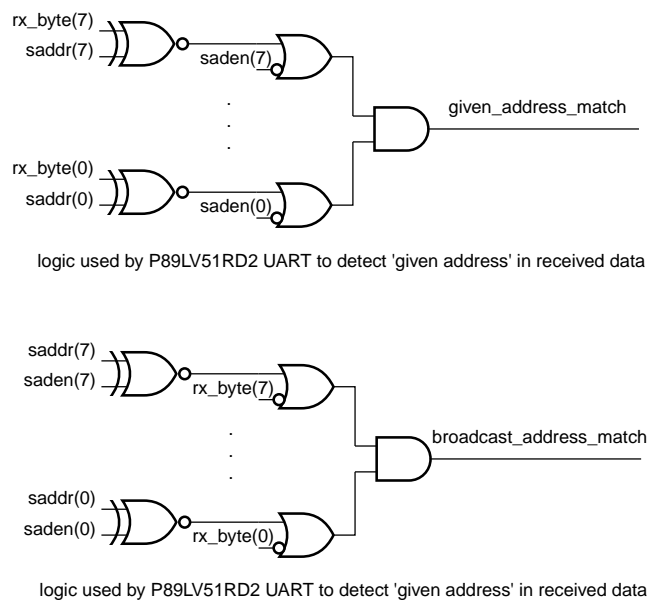 rx_byte(7)
saddr(7)
saden(7)
.
.
.
given_address_match
rx_byte(0)
saddr(0)
saden(0)
logic used by P89LV51RD2 UART to detect 'given address' in received data
saddr(7)
saden(7)
rx_byte(7)
.
.
.
broadcast_address_match
saddr(0)
saden(0)
rx_byte(0)
logic used by P89LV51RD2 UART to detect 'given address' in received data